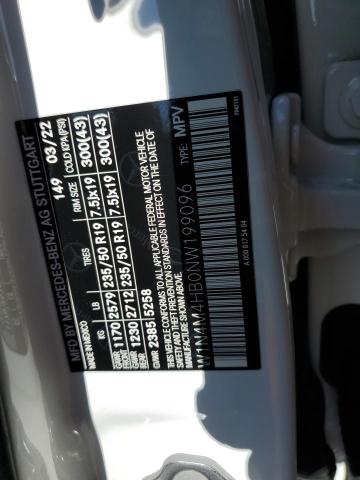 MFD BY MERCEDES-BENZ AG STUTTGART
MADE IN MEXICO 149 03/22
KG LB TIRES RIM SIZE COLD KPA(PSI)
GAWR FRONT 1170 2579 235/50 R19 7.5Jx19 300(43)
GAWR REAR 1230 2712 235/50 R19 7.5Jx19 300(43)
GVWR 2385 5258
THIS VEHICLE CONFORMS TO ALL APPLICABLE FEDERAL MOTOR VEHICLE
SAFETY AND THEFT PREVENTION STANDARDS IN EFFECT ON THE DATE OF
MANUFACTURE SHOWN ABOVE.
W1N4M4HB0NW199096 TYPE: MPV
A 000 817 54 04 7947131